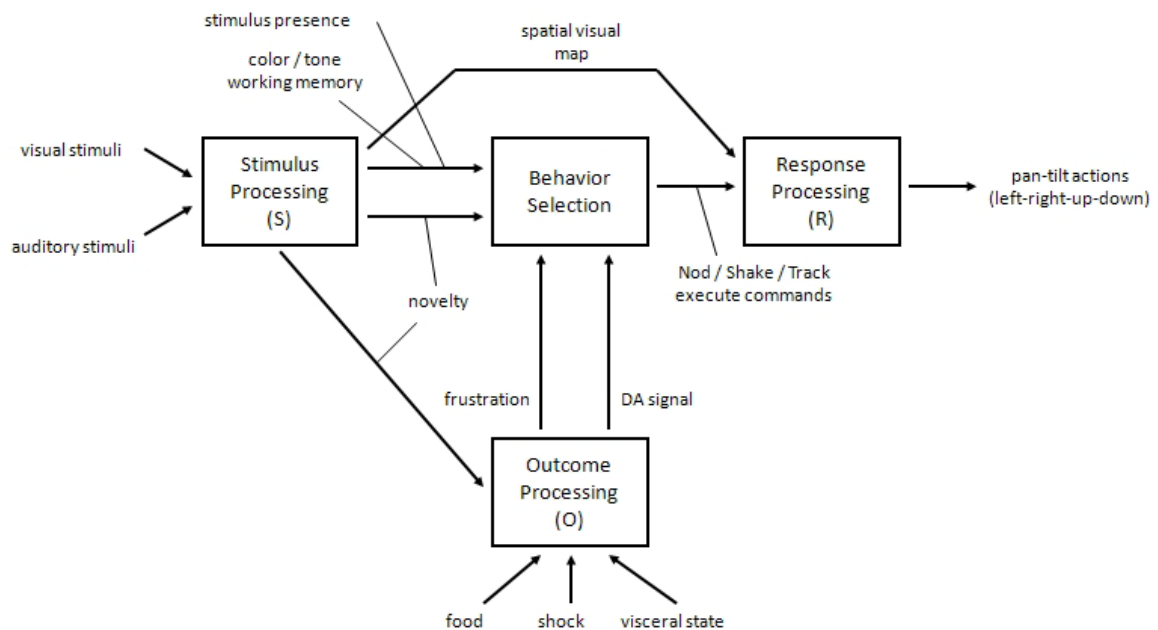 stimulus presence
color / tone
working memory
spatial visual
map
visual stimuli
auditory stimuli
Stimulus
Processing
(S)
Behavior
Selection
Response
Processing
(R)
pan-tilt actions
(left-right-up-down)
novelty
Nod / Shake / Track
execute commands
frustration
DA signal
Outcome
Processing
(O)
food
shock
visceral state